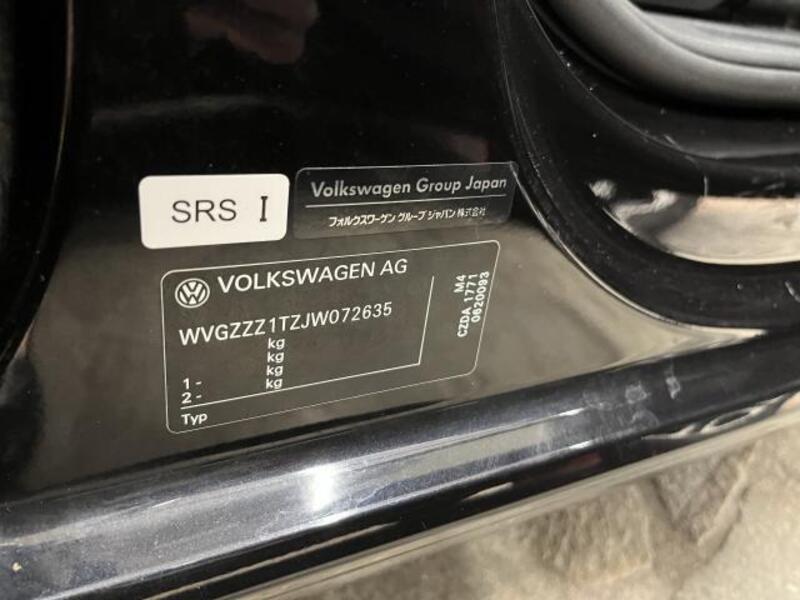 SRS I
Volkswagen Group Japan
フォルクスワーゲン グループ ジャパン 株式会社
VOLKSWAGEN AG
WVGZZZ1TZJW072635
kg
kg
1 - kg
2 - kg
Typ
M4
CZDA 1771
0620093